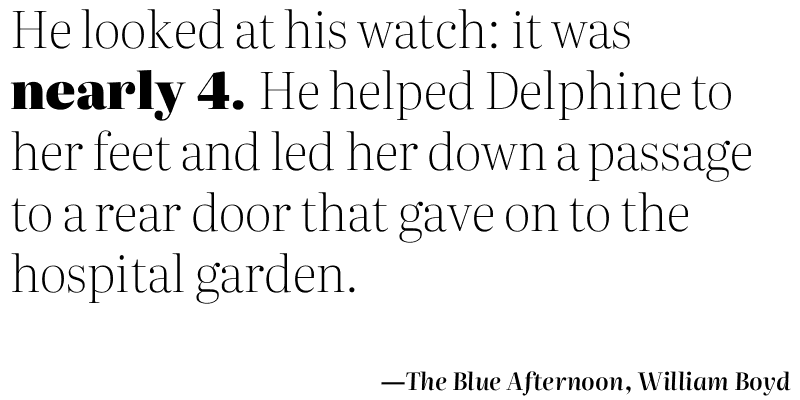 He looked at his watch: it was
nearly 4. He helped Delphine to
her feet and led her down a passage
to a rear door that gave on to the
hospital garden.
—The Blue Afternoon, William Boyd